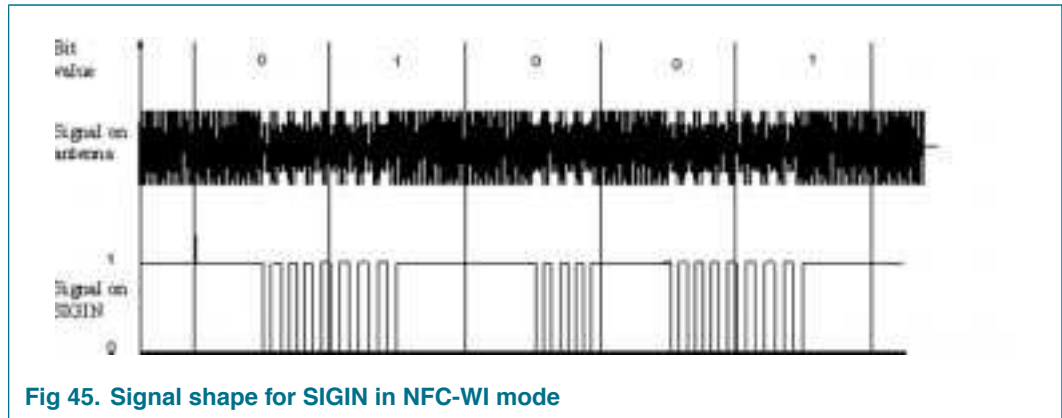 Bit
value
0 1 0 0 1
Signal on
antenna
1
Signal on
SIGIN
0
Fig 45. Signal shape for SIGIN in NFC-WI mode